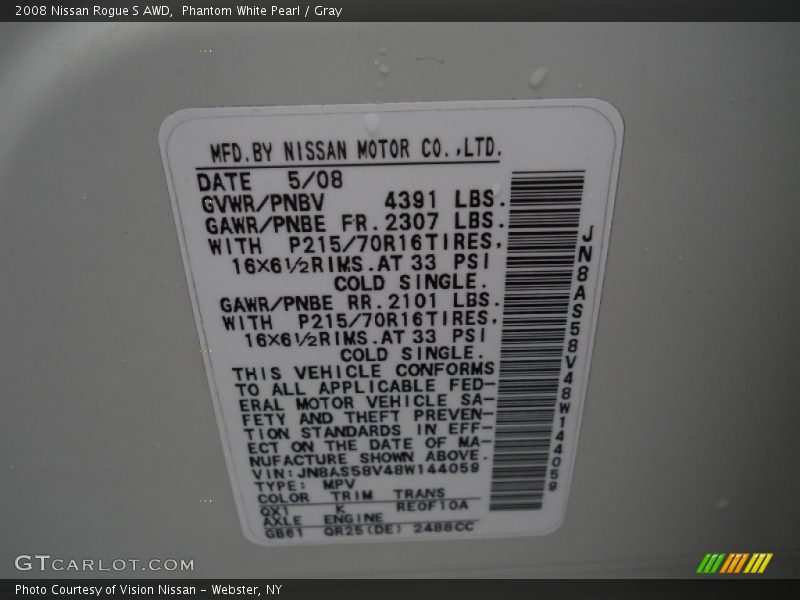 2008 Nissan Rogue S AWD,  Phantom White Pearl / Gray
MFD.BY NISSAN MOTOR CO.,LTD.
DATE 5/08
GVWR/PNBV 4391 LBS.
GAWR/PNBE FR.2307 LBS.
WITH P215/70R16TIRES,
16X6½RIMS.AT 33 PSI
COLD SINGLE.
GAWR/PNBE RR.2101 LBS.
WITH P215/70R16TIRES.
16X6½RIMS.AT 33 PSI
COLD SINGLE.
THIS VEHICLE CONFORMS
TO ALL APPLICABLE FED-
ERAL MOTOR VEHICLE SA-
FETY AND THEFT PREVEN-
TION STANDARDS IN EFF-
ECT ON THE DATE OF MA-
NUFACTURE SHOWN ABOVE.
VIN:JN8AS58V48W144059
TYPE: MPV
COLOR TRIM TRANS
QX1 K RE0F10A
AXLE ENGINE
GB61 QR25(DE) 2488CC
JN8AS58V48W144059
GTCARLOT.COM
Photo Courtesy of Vision Nissan - Webster, NY